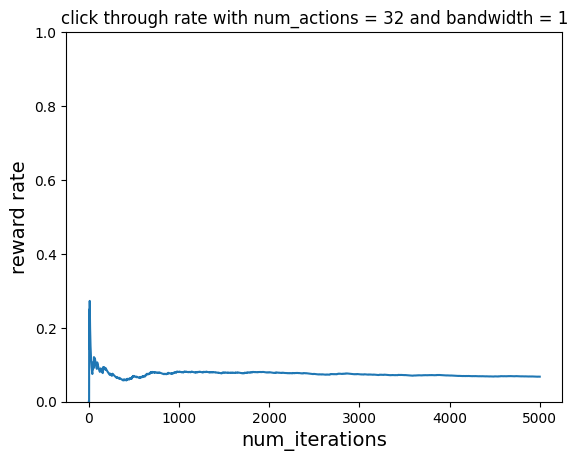 click through rate with num_actions = 32 and bandwidth = 1
1.0
0.8
0.6
0.4
0.2
0.0
reward rate
0 1000 2000 3000 4000 5000
num_iterations